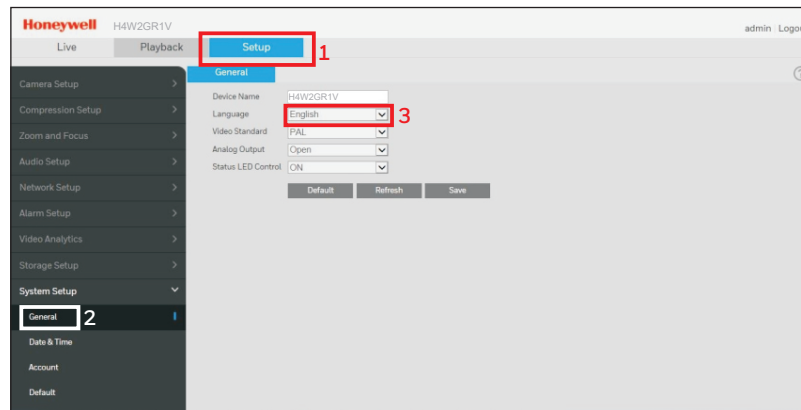 Honeywell H4W2GR1V
admin Logou
Live Playback Setup
1
General
Camera Setup
Compression Setup
Zoom and Focus
Audio Setup
Network Setup
Alarm Setup
Video Analytics
Storage Setup
System Setup
General 2
Date & Time
Account
Default
Device Name H4W2GR1V
Language English 3
Video Standard PAL
Analog Output Open
Status LED Control ON
Default Refresh Save